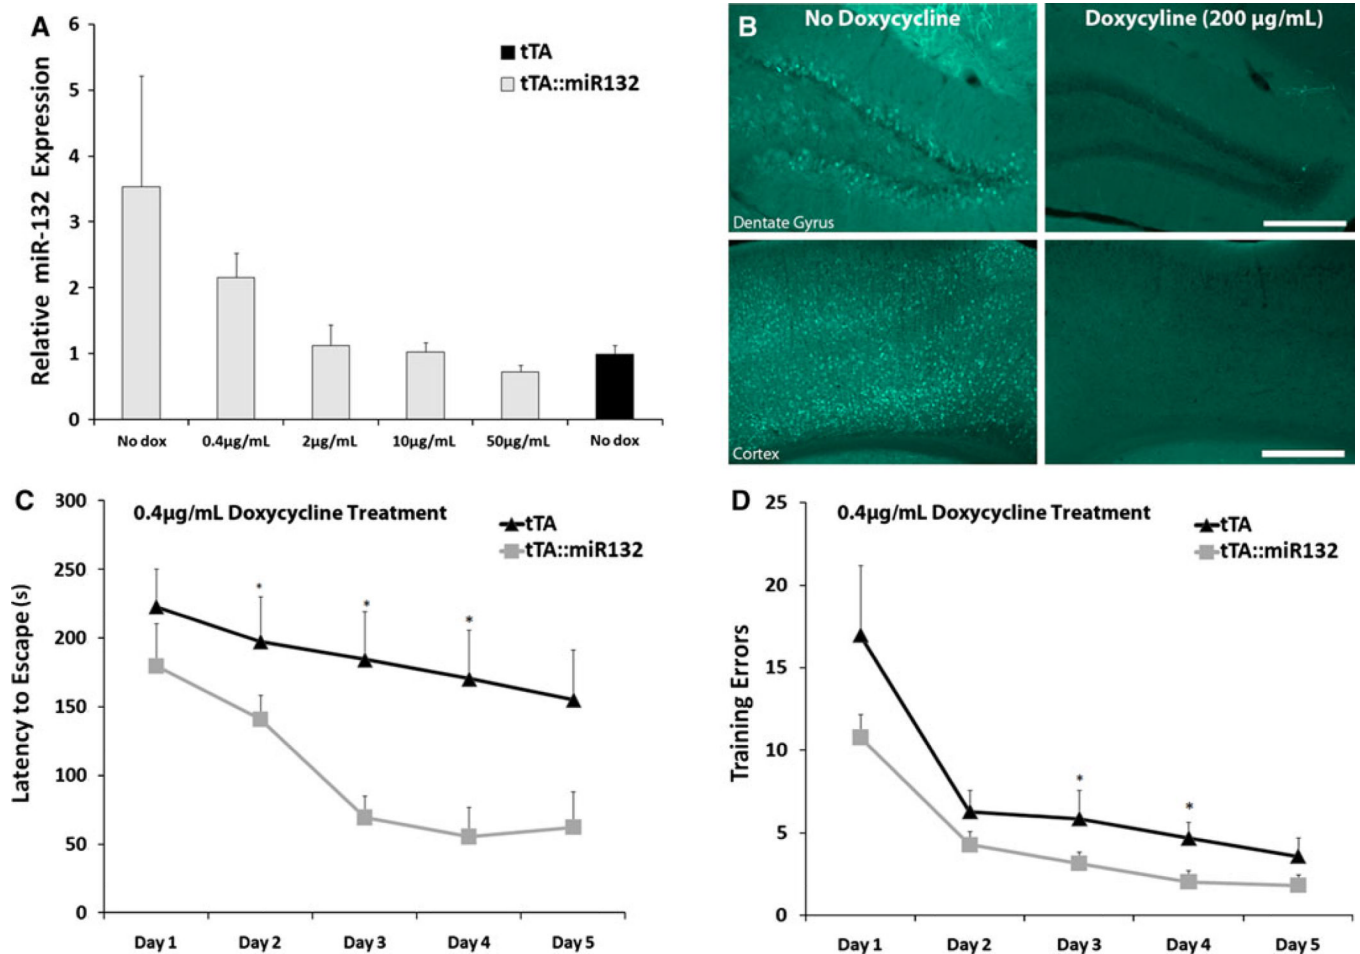 A
Relative miR-132 Expression
6
5
4
3
2
1
0
tTA
tTA::miR132
No dox
0.4µg/mL
2µg/mL
10µg/mL
50µg/mL
No dox
B
No Doxycycline
Doxycyline (200 µg/mL)
Dentate Gyrus
Cortex
C
0.4µg/mL Doxycycline Treatment
tTA
tTA::miR132
Latency to Escape (s)
300
250
200
150
100
50
0
*
*
*
Day 1
Day 2
Day 3
Day 4
Day 5
D
0.4µg/mL Doxycycline Treatment
tTA
tTA::miR132
Training Errors
25
20
15
10
5
0
*
*
Day 1
Day 2
Day 3
Day 4
Day 5